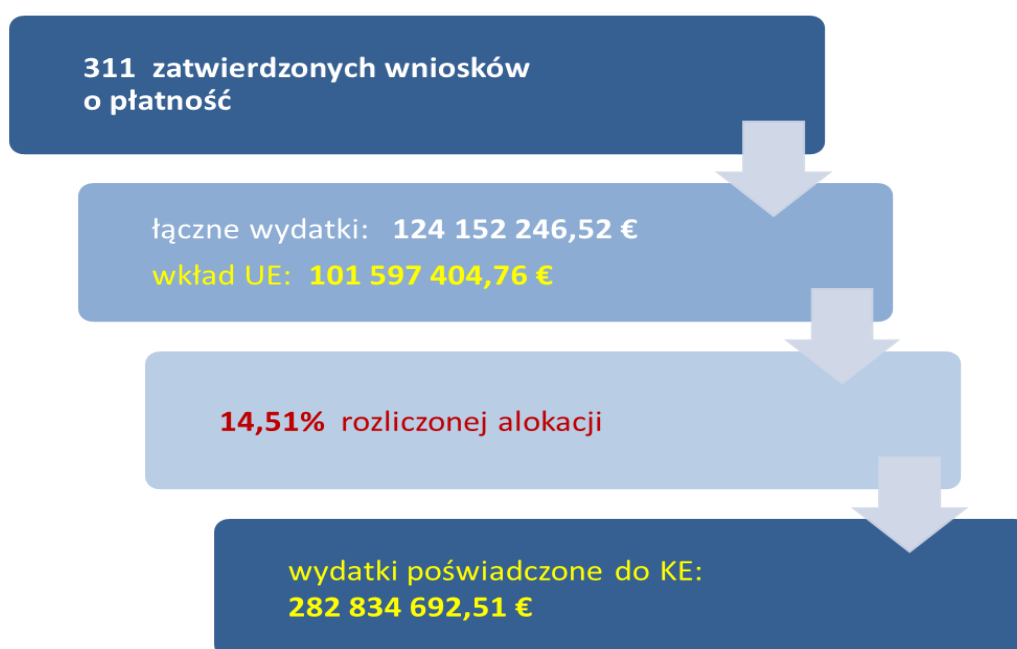 311 zatwierdzonych wniosków
o płatność
łączne wydatki: 124 152 246,52 €
wkład UE: 101 597 404,76 €
14,51% rozliczonej alokacji
wydatki poświadczone do KE:
282 834 692,51 €